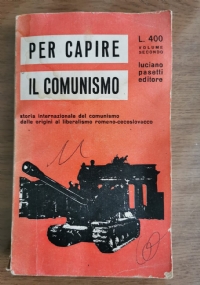 PER CAPIRE
IL COMUNISMO
L. 400
VOLUME
SECONDO
luciano
pasetti
editore
storia internazionale del comunismo
dalle origini al liberalismo romeno-cecoslovacco